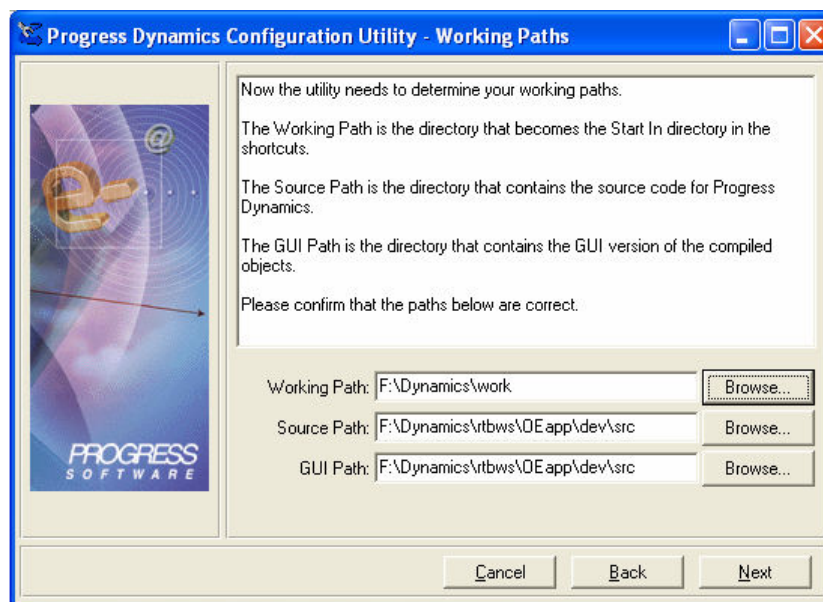 Progress Dynamics Configuration Utility - Working Paths
Now the utility needs to determine your working paths.
The Working Path is the directory that becomes the Start In directory in the
shortcuts.
The Source Path is the directory that contains the source code for Progress
Dynamics.
The GUI Path is the directory that contains the GUI version of the compiled
objects.
Please confirm that the paths below are correct.
@
e-
PROGRESS
SOFTWARE
Working Path: F:\Dynamics\work Browse...
Source Path: F:\Dynamics\rtbws\OEapp\dev\src Browse...
GUI Path: F:\Dynamics\rtbws\OEapp\dev\src Browse...
Cancel Back Next